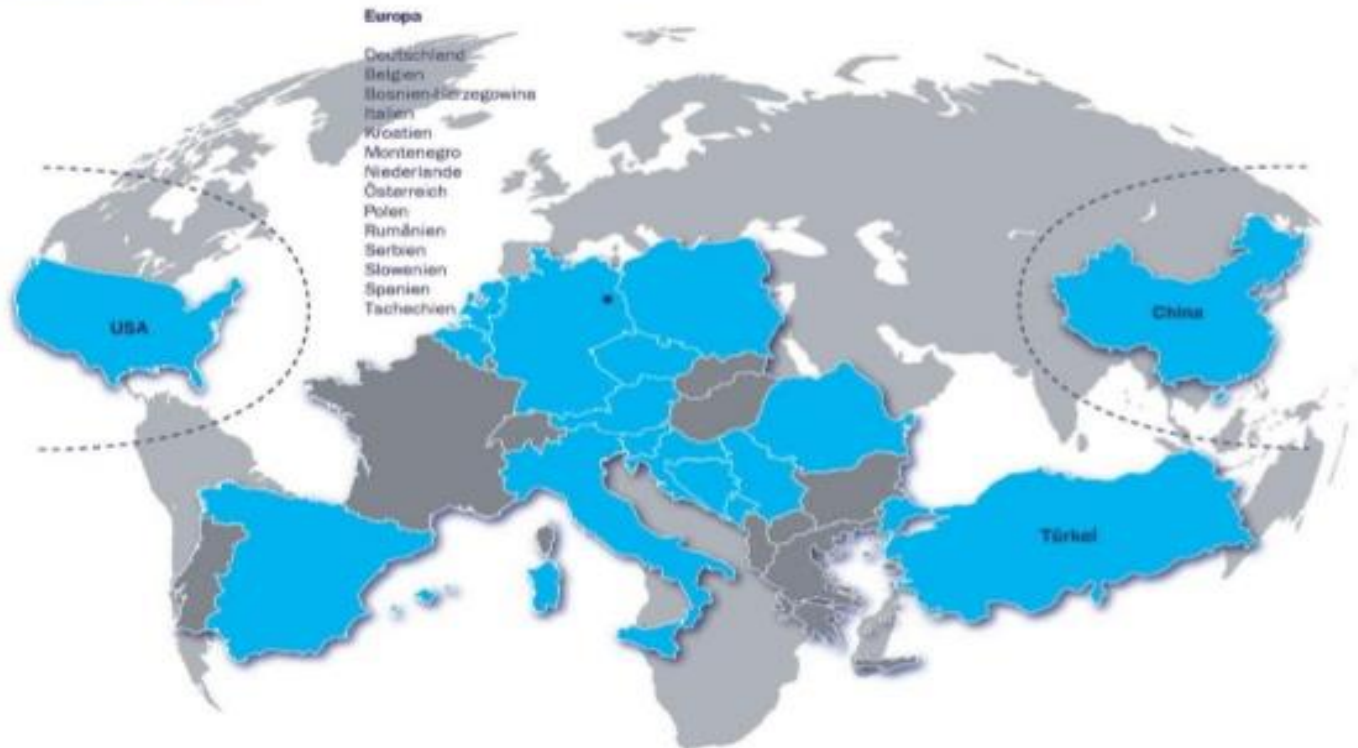 Europa
Deutschland
Belgien
Bosnien-Herzegowina
Italien
Kroatien
Montenegro
Niederlande
Österreich
Polen
Rumänien
Serbien
Slowenien
Spanien
Tschechien
USA
China
Türkei